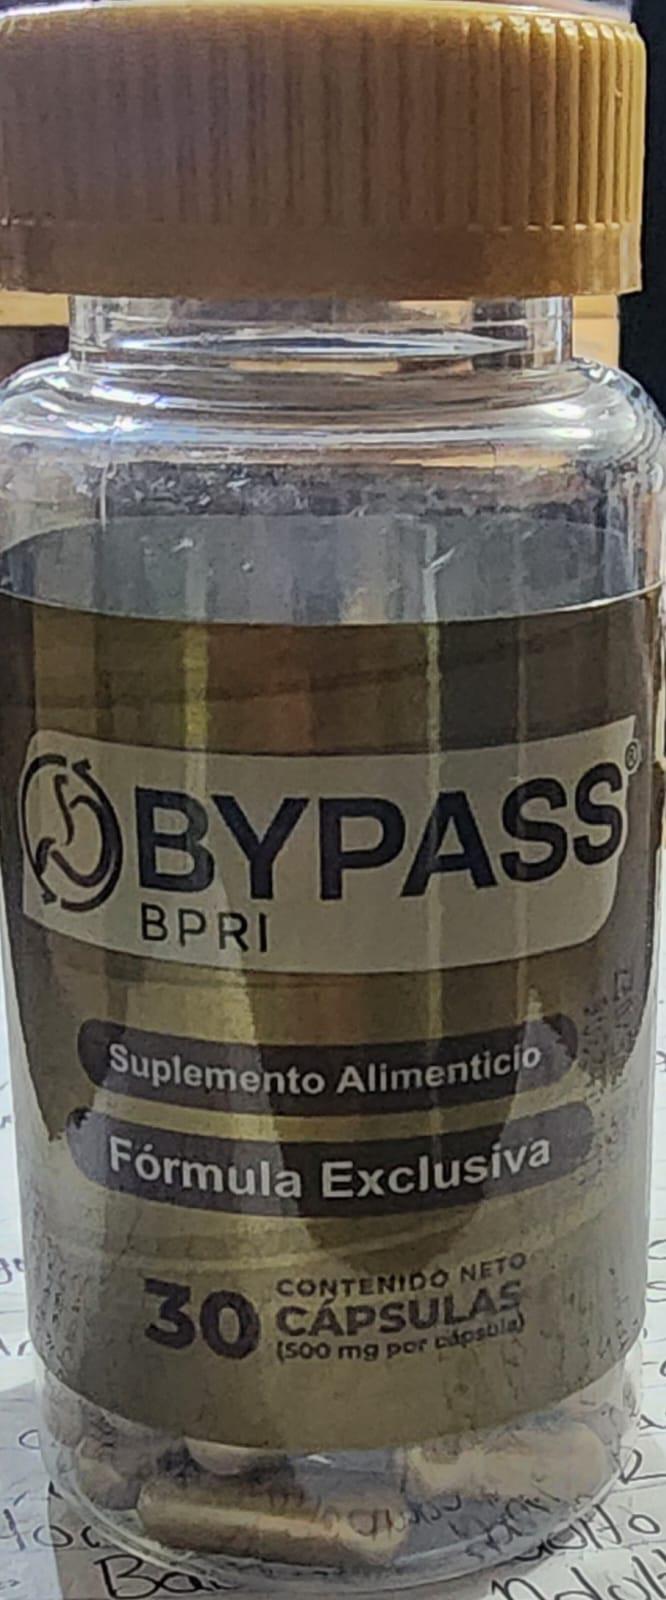 BYPASS®
BPRI
Suplemento Alimenticio
Fórmula Exclusiva
30 CONTENIDO NETO
CÁPSULAS
(500 mg por cápsula)